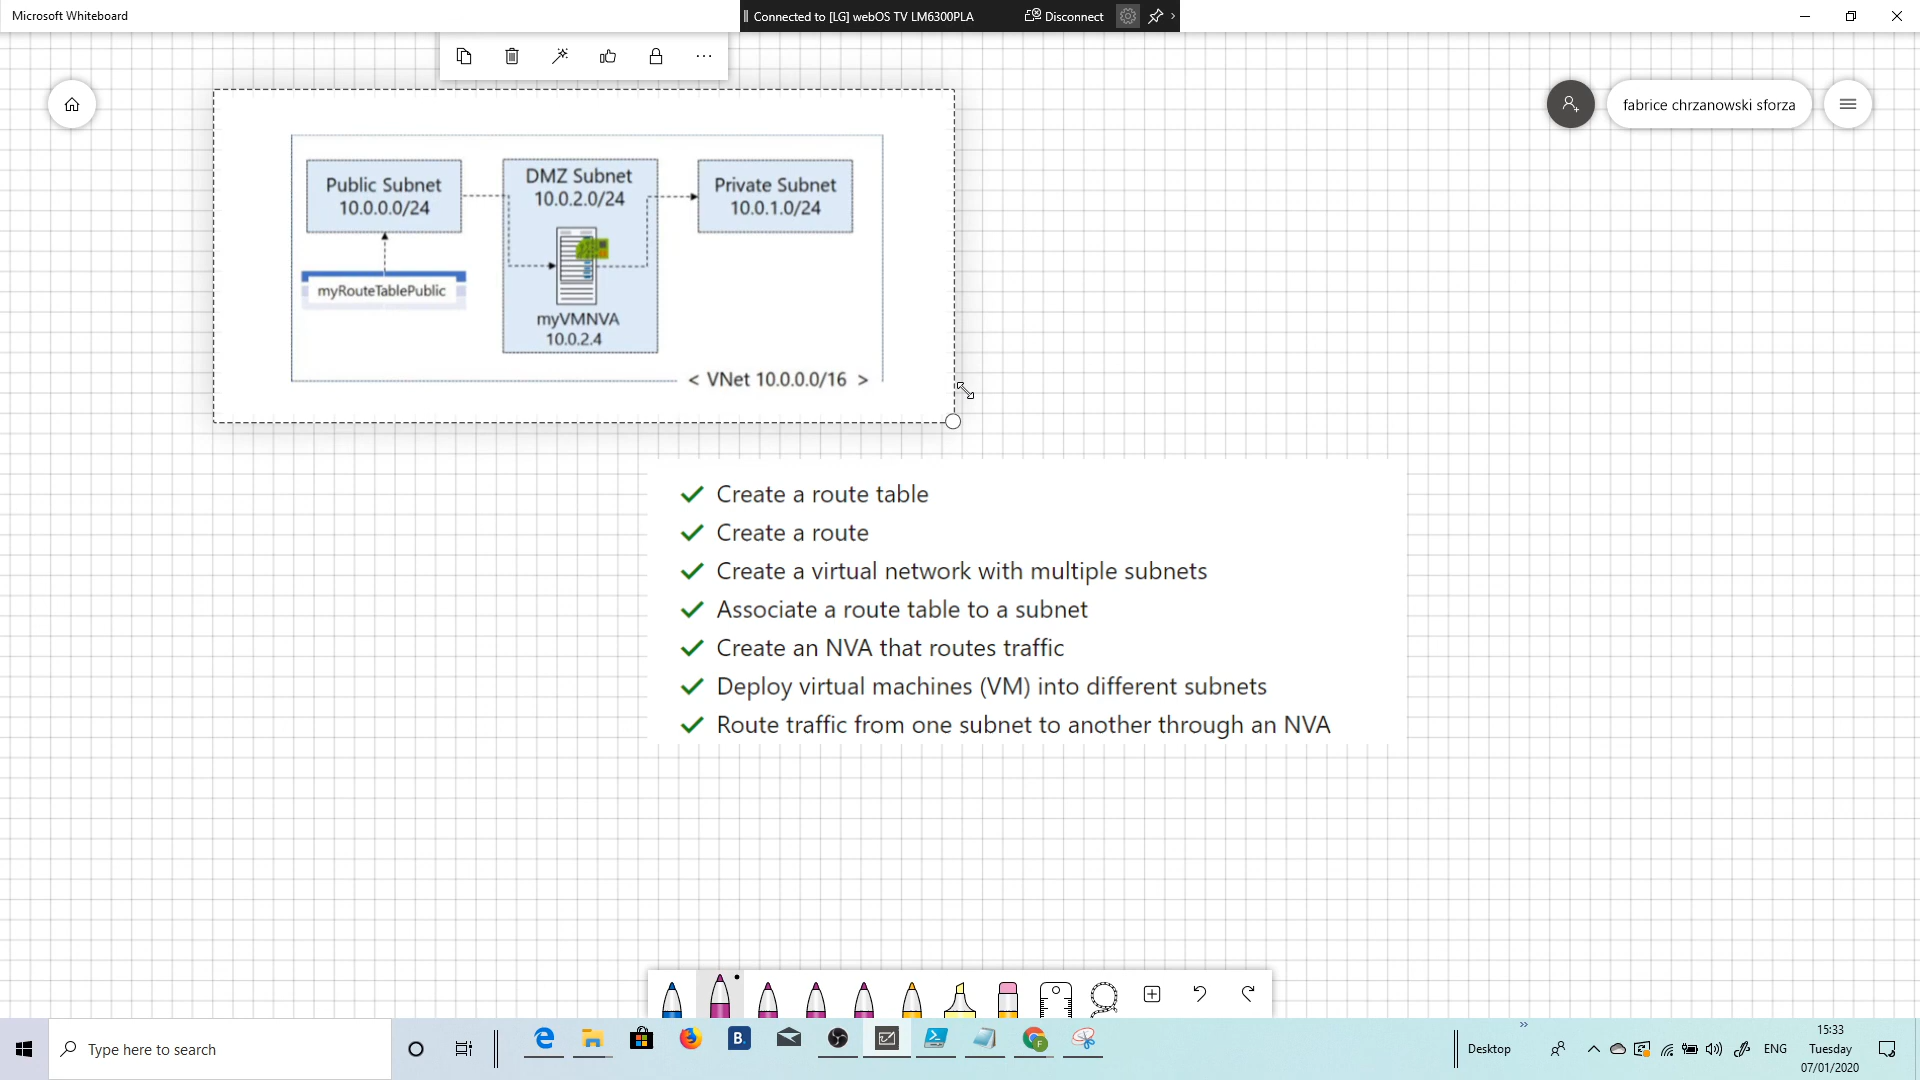 Microsoft Whiteboard
Connected to [LG] webOS TV LM6300PLA
Disconnect
fabrice chrzanowski sforza
Public Subnet
10.0.0.0/24
DMZ Subnet
10.0.2.0/24
Private Subnet
10.0.1.0/24
myRouteTablePublic
myVMNVA
10.0.2.4
< VNet 10.0.0.0/16 >
Create a route table
Create a route
Create a virtual network with multiple subnets
Associate a route table to a subnet
Create an NVA that routes traffic
Deploy virtual machines (VM) into different subnets
Route traffic from one subnet to another through an NVA
Type here to search
B.
F
Desktop
ENG
15:33
Tuesday
07/01/2020